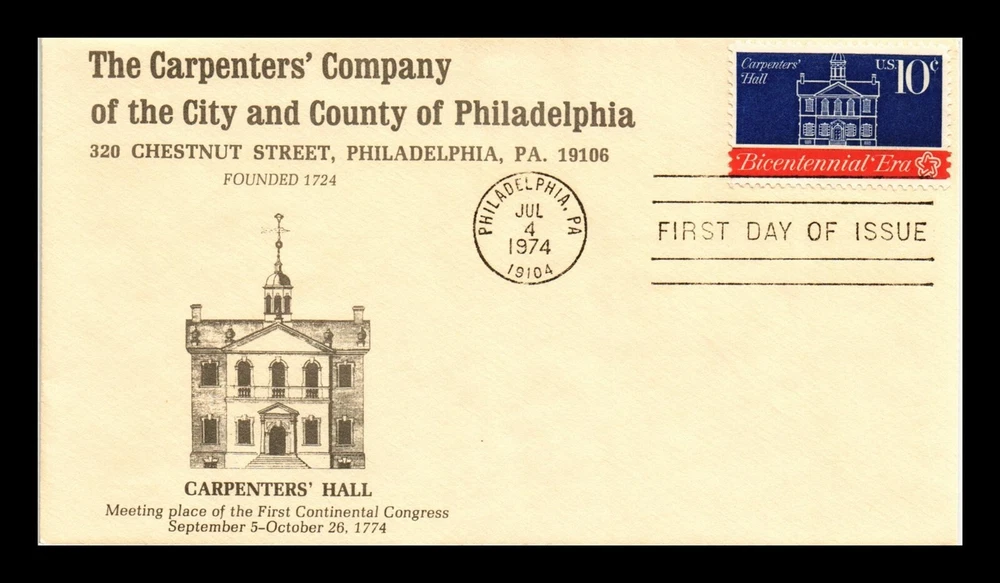 The Carpenters' Company
of the City and County of Philadelphia
320 CHESTNUT STREET, PHILADELPHIA, PA. 19106
FOUNDED 1724
Carpenters'
Hall
U.S. 10¢
Bicentennial Era
PHILADELPHIA, PA
JUL
4
1974
19104
FIRST DAY OF ISSUE
CARPENTERS' HALL
Meeting place of the First Continental Congress
September 5–October 26, 1774